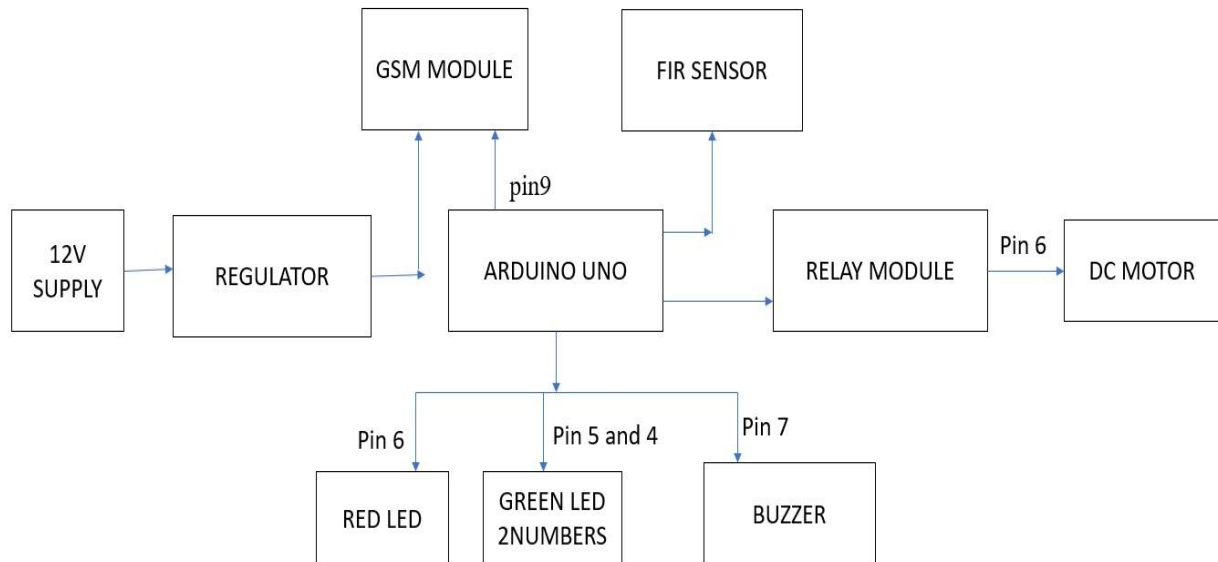 GSM MODULE
FIR SENSOR
pin9
12V
SUPPLY
REGULATOR
ARDUINO UNO
RELAY MODULE
Pin 6
DC MOTOR
Pin 6
Pin 5 and 4
Pin 7
RED LED
GREEN LED
2NUMBERS
BUZZER